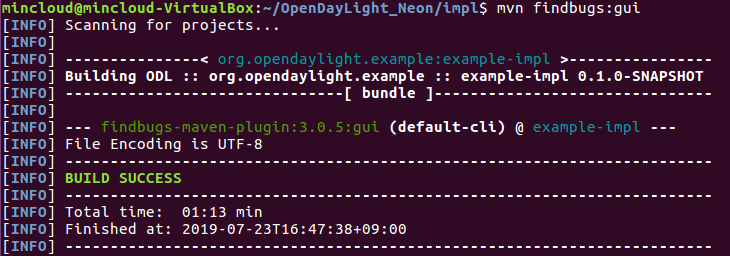 mincloud@mincloud-VirtualBox:~/OpenDayLight_Neon/impl$ mvn findbugs:gui
[INFO] Scanning for projects...
[INFO]
[INFO] ---------------< org.opendaylight.example:example-impl >----------------
[INFO] Building ODL :: org.opendaylight.example :: example-impl 0.1.0-SNAPSHOT
[INFO] -------------------------------[ bundle ]-------------------------------
[INFO]
[INFO] --- findbugs-maven-plugin:3.0.5:gui (default-cli) @ example-impl ---
[INFO] File Encoding is UTF-8
[INFO] ------------------------------------------------------------------------
[INFO] BUILD SUCCESS
[INFO] ------------------------------------------------------------------------
[INFO] Total time:  01:13 min
[INFO] Finished at: 2019-07-23T16:47:38+09:00
[INFO] ------------------------------------------------------------------------